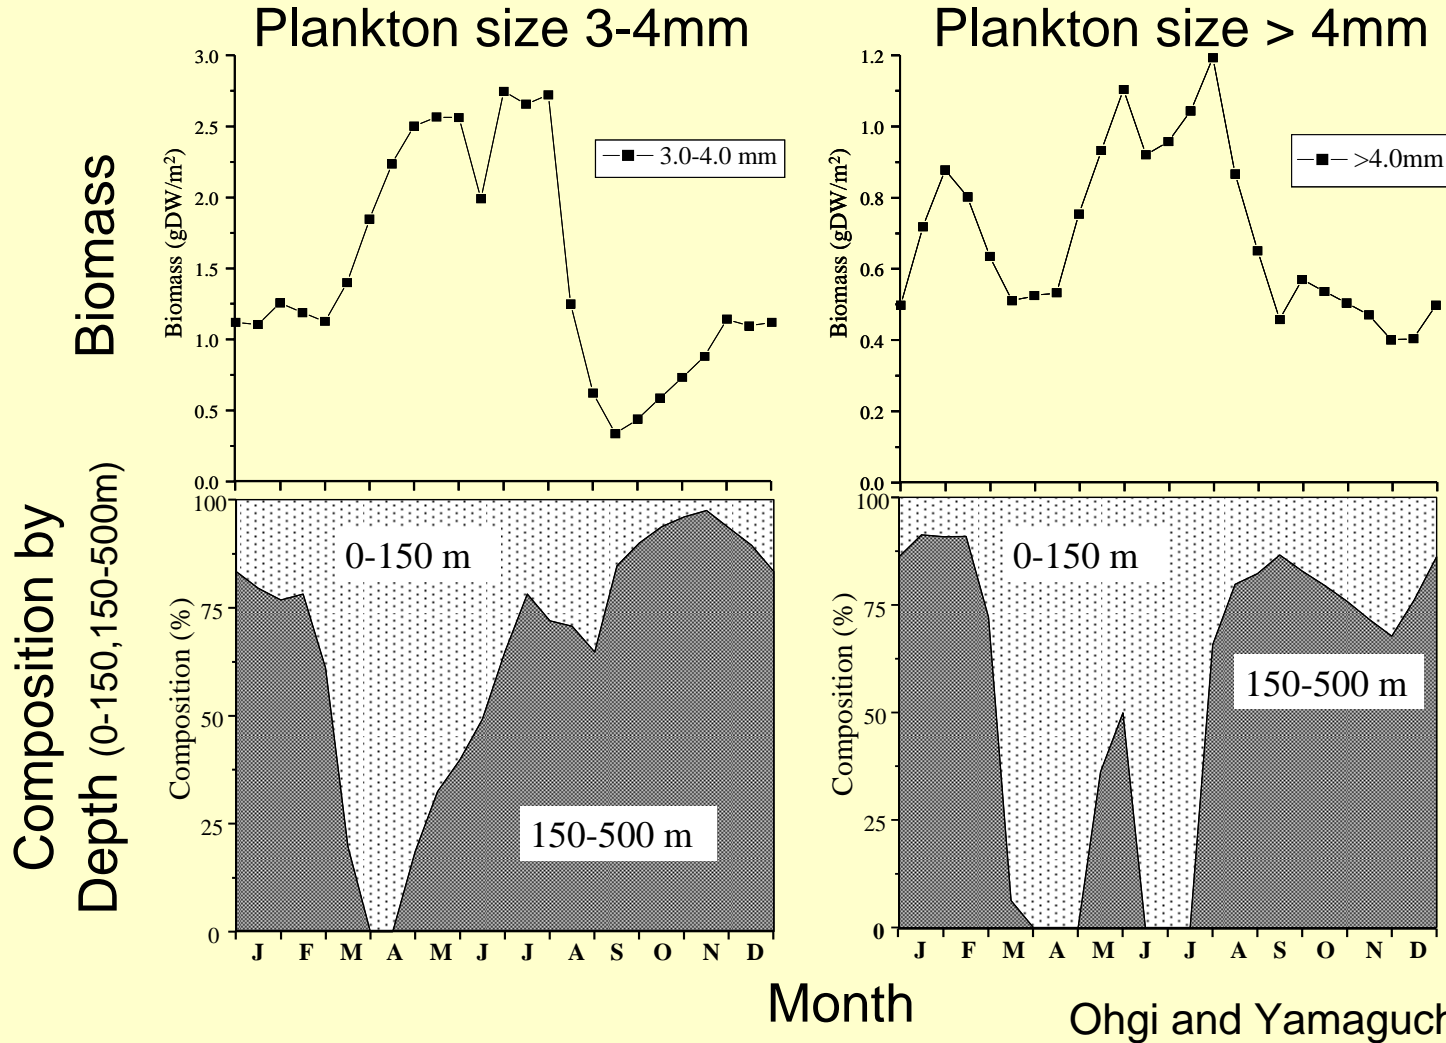 Plankton size 3-4mm
Plankton size > 4mm
Biomass
Biomass (gDW/m²)
3.0
2.5
2.0
1.5
1.0
0.5
0.0
3.0-4.0 mm
Biomass (gDW/m²)
1.2
1.0
0.8
0.6
0.4
0.2
0.0
>4.0mm
Composition by
Depth (0-150,150-500m)
Composition (%)
100
75
50
25
0
0-150 m
150-500 m
J F M A M J J A S O N D
Composition (%)
100
75
50
25
0
0-150 m
150-500 m
J F M A M J J A S O N D
Month
Ohgi and Yamaguch